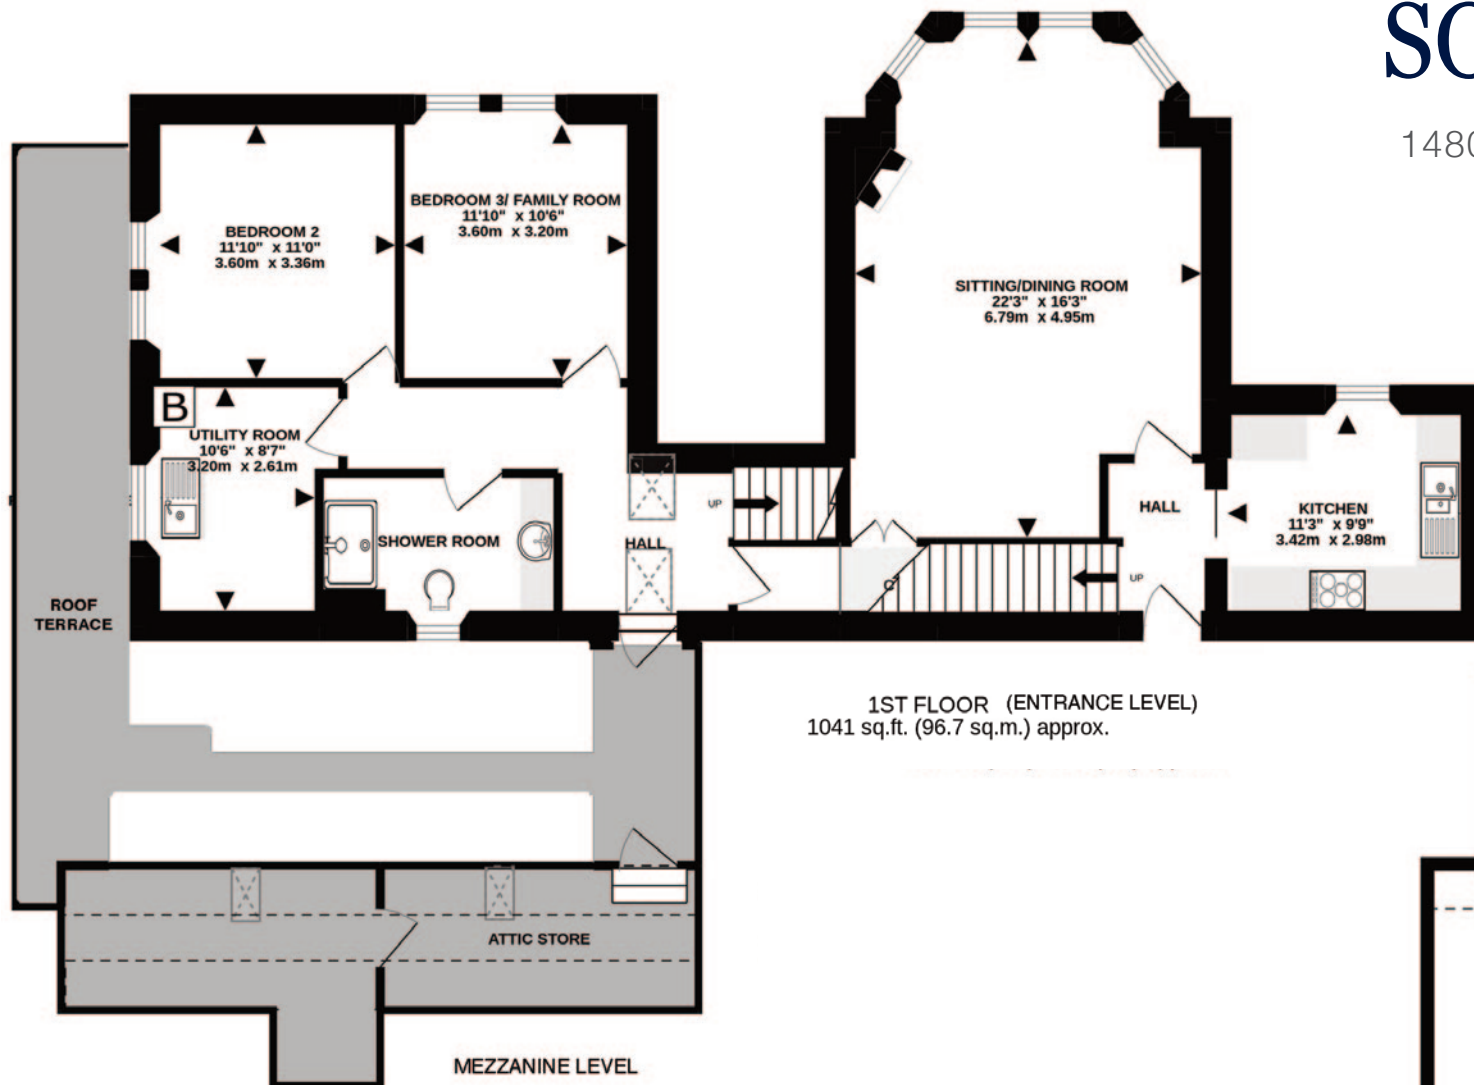 SO
1480
BEDROOM 3/ FAMILY ROOM
11'10" x 10'6"
3.60m x 3.20m
BEDROOM 2
11'10" x 11'0"
3.60m x 3.36m
SITTING/DINING ROOM
22'3" x 16'3"
6.79m x 4.95m
B
UTILITY ROOM
10'6" x 8'7"
3.20m x 2.61m
UP
HALL
KITCHEN
11'3" x 9'9"
3.42m x 2.98m
SHOWER ROOM
HALL
UP
C
ROOF
TERRACE
1ST FLOOR (ENTRANCE LEVEL)
1041 sq.ft. (96.7 sq.m.) approx.
ATTIC STORE
MEZZANINE LEVEL